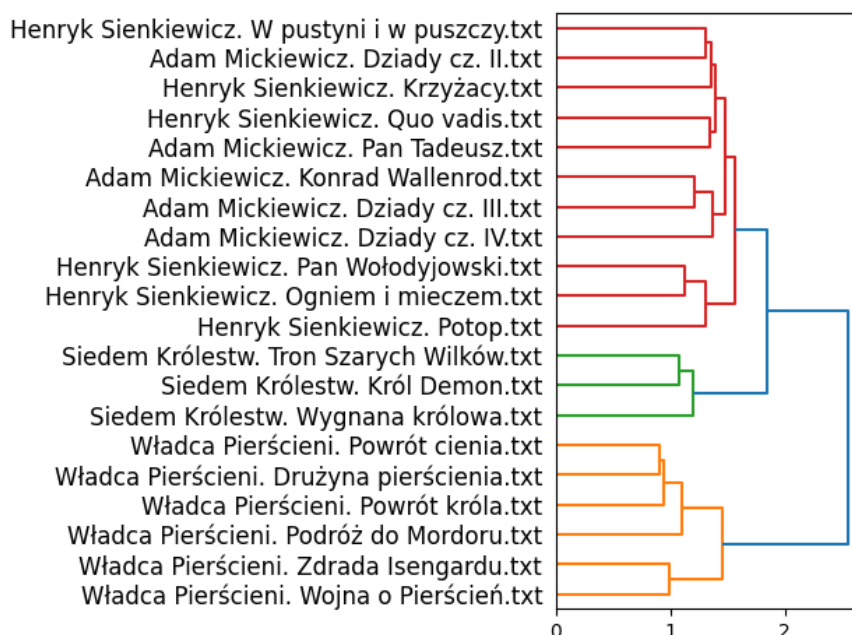 Henryk Sienkiewicz. W pustyni i w puszczy.txt
Adam Mickiewicz. Dziady cz. II.txt
Henryk Sienkiewicz. Krzyżacy.txt
Henryk Sienkiewicz. Quo vadis.txt
Adam Mickiewicz. Pan Tadeusz.txt
Adam Mickiewicz. Konrad Wallenrod.txt
Adam Mickiewicz. Dziady cz. III.txt
Adam Mickiewicz. Dziady cz. IV.txt
Henryk Sienkiewicz. Pan Wołodyjowski.txt
Henryk Sienkiewicz. Ogniem i mieczem.txt
Henryk Sienkiewicz. Potop.txt
Siedem Królestw. Tron Szarych Wilków.txt
Siedem Królestw. Król Demon.txt
Siedem Królestw. Wygnana królowa.txt
Władca Pierścieni. Powrót cienia.txt
Władca Pierścieni. Drużyna pierścienia.txt
Władca Pierścieni. Powrót króla.txt
Władca Pierścieni. Podróż do Mordoru.txt
Władca Pierścieni. Zdrada Isengardu.txt
Władca Pierścieni. Wojna o Pierścień.txt
0 1 2